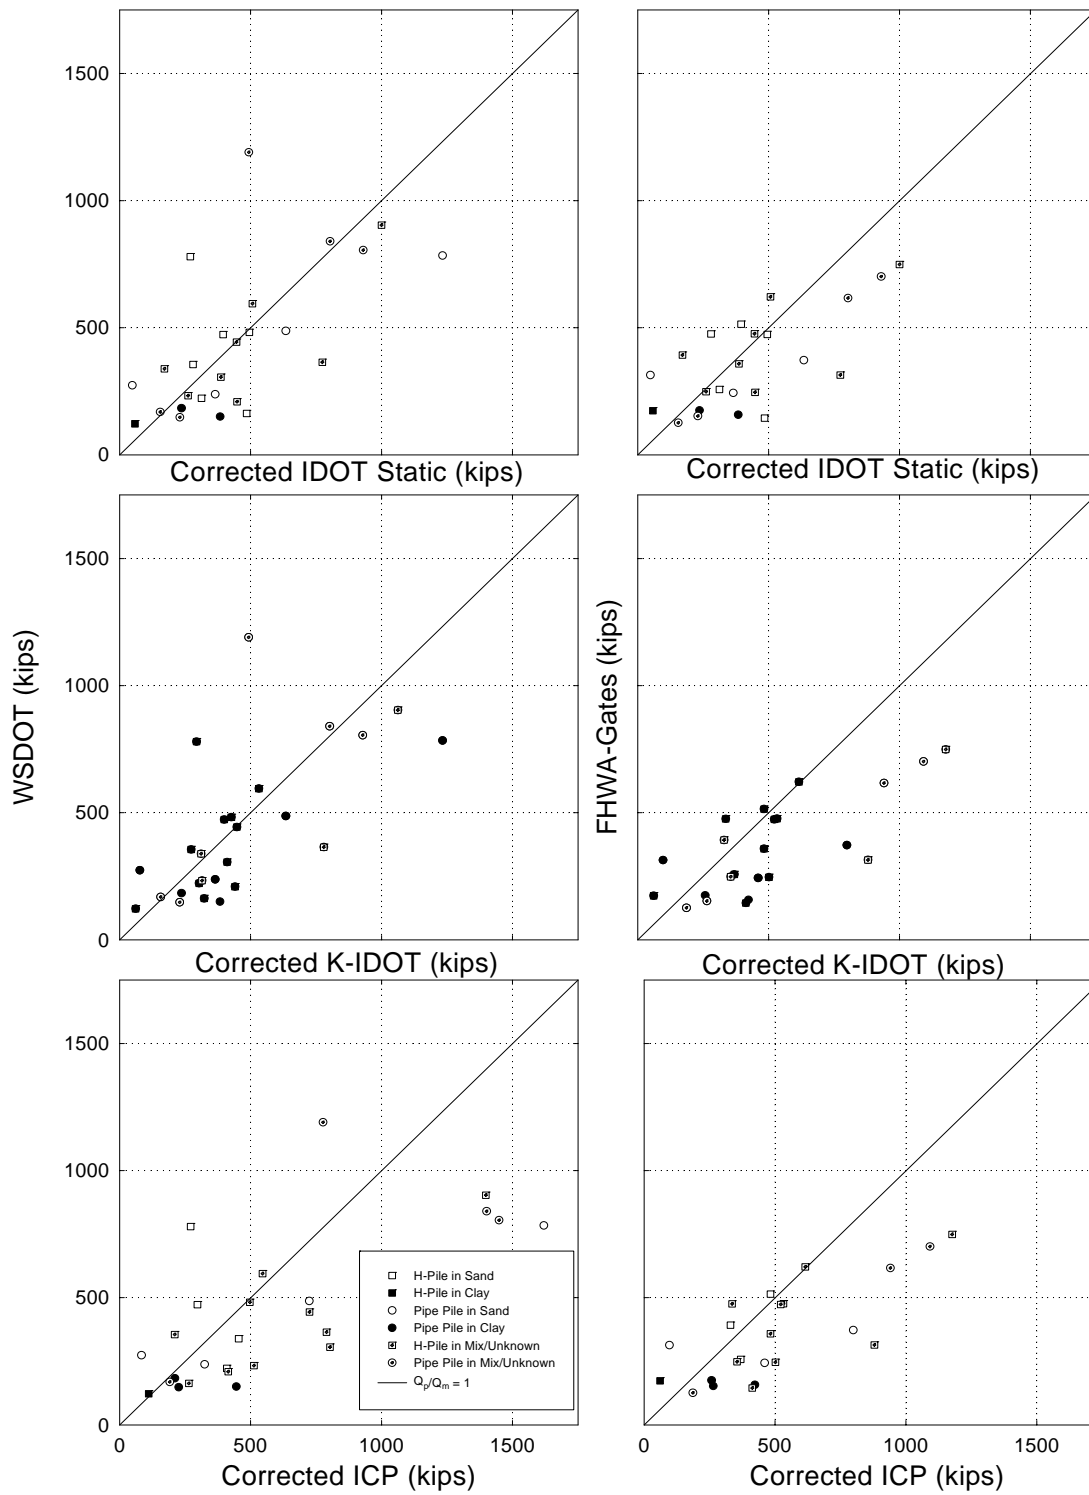 1500
1000
500
0
Corrected IDOT Static (kips)
Corrected IDOT Static (kips)
1500
1000
500
0
WSDOT (kips)
FHWA-Gates (kips)
Corrected K-IDOT (kips)
Corrected K-IDOT (kips)
1500
1000
500
0
H-Pile in Sand
H-Pile in Clay
Pipe Pile in Sand
Pipe Pile in Clay
H-Pile in Mix/Unknown
Pipe Pile in Mix/Unknown
Qp/Qm = 1
0 500 1000 1500
0 500 1000 1500
Corrected ICP (kips)
Corrected ICP (kips)